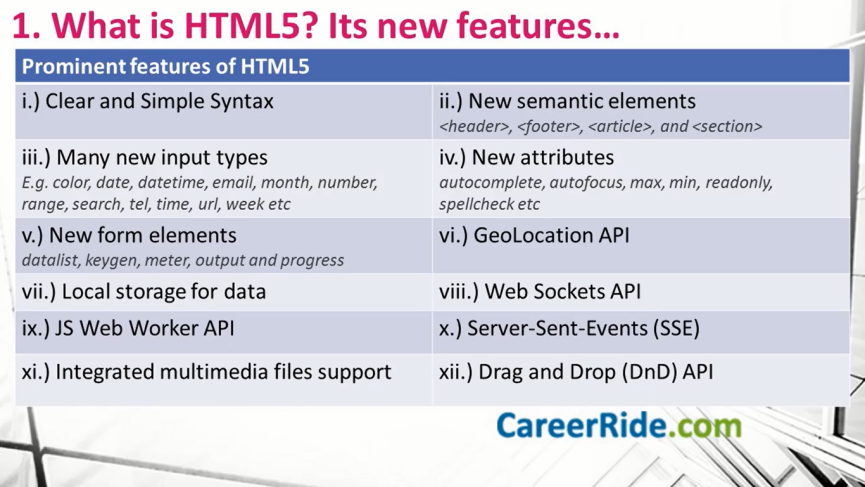 1. What is HTML5? Its new features…
Prominent features of HTML5
i.) Clear and Simple Syntax
ii.) New semantic elements
<header>, <footer>, <article>, and <section>
iii.) Many new input types
E.g. color, date, datetime, email, month, number,
range, search, tel, time, url, week etc
iv.) New attributes
autocomplete, autofocus, max, min, readonly,
spellcheck etc
v.) New form elements
datalist, keygen, meter, output and progress
vi.) GeoLocation API
vii.) Local storage for data
viii.) Web Sockets API
ix.) JS Web Worker API
x.) Server-Sent-Events (SSE)
xi.) Integrated multimedia files support
xii.) Drag and Drop (DnD) API
CareerRide.com